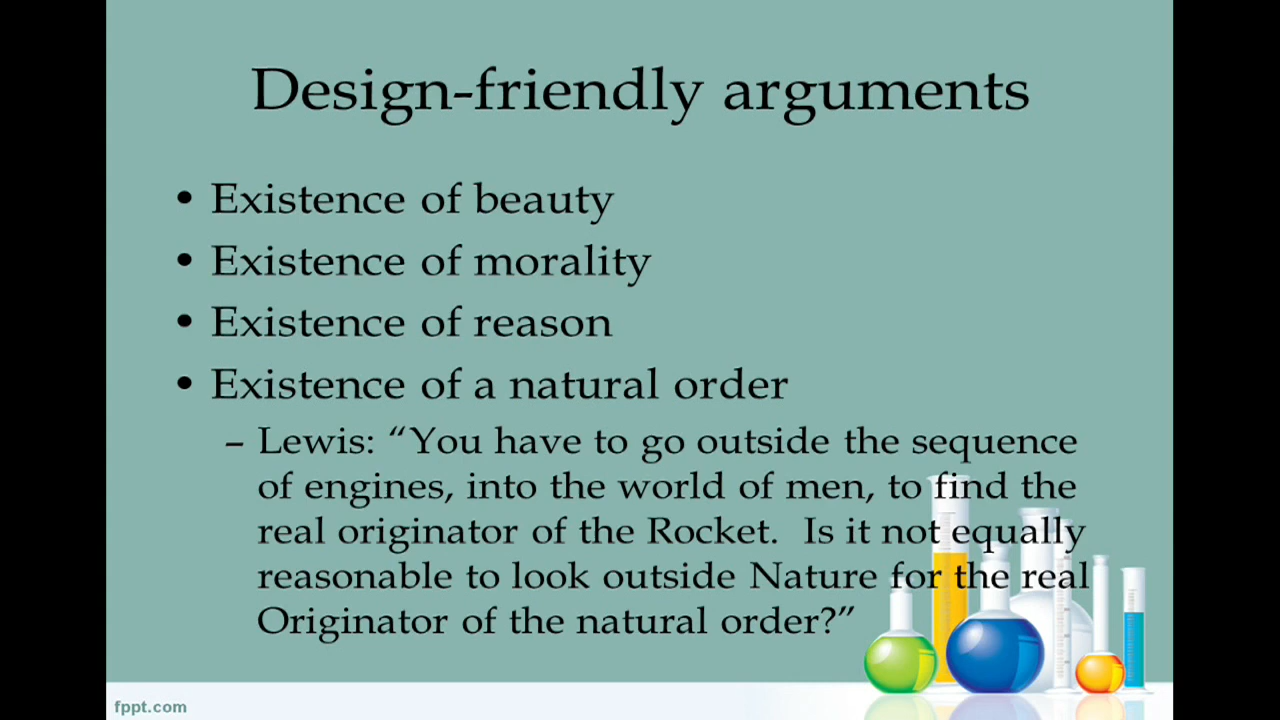 Design-friendly arguments
• Existence of beauty
• Existence of morality
• Existence of reason
• Existence of a natural order
– Lewis: “You have to go outside the sequence
of engines, into the world of men, to find the
real originator of the Rocket.  Is it not equally
reasonable to look outside Nature for the real
Originator of the natural order?”
fppt.com